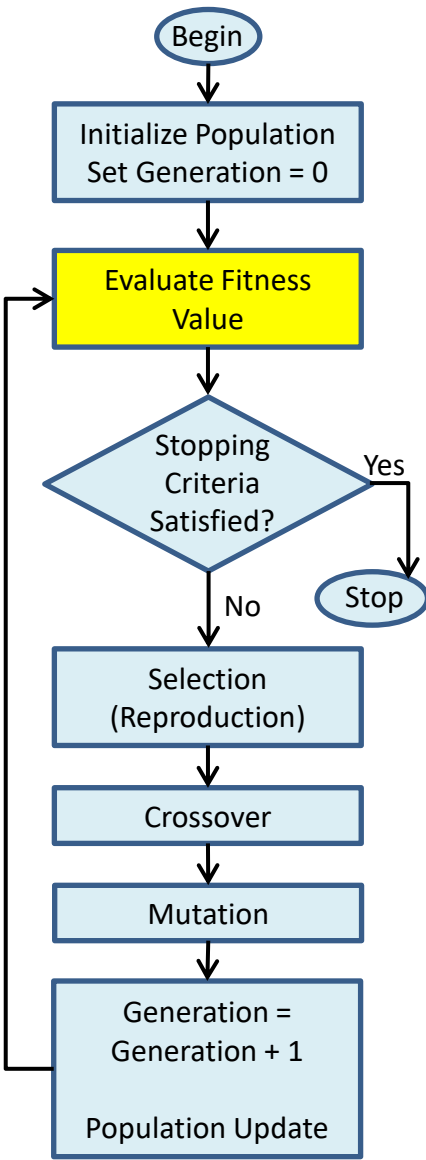 Begin
Initialize Population
Set Generation = 0
Evaluate Fitness
Value
Stopping
Criteria
Satisfied?
Yes
Stop
No
Selection
(Reproduction)
Crossover
Mutation
Generation =
Generation + 1
Population Update